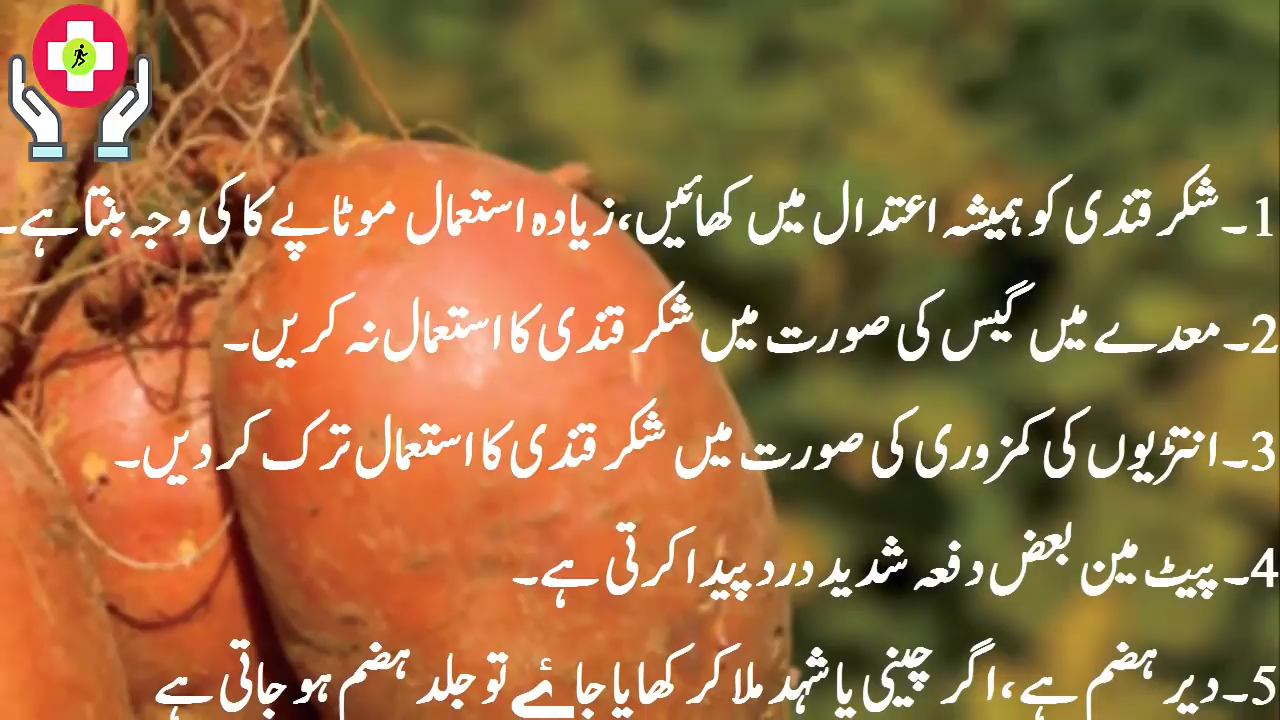 1۔شکر قندی کو ہمیشہ اعتدال میں کھائیں،زیادہ استعمال موٹاپے کا کی وجہ بنتا ہے۔
2۔معدے میں گیس کی صورت میں شکر قندی کا استعمال نہ کریں۔
3۔انتڑیوں کی کمزوری کی صورت میں شکر قندی کا استعمال ترک کر دیں۔
4۔پیٹ مین بعض دفعہ شدید درد پیدا کرتی ہے۔
5۔دیر ہضم ہے،اگر چینی یا شہد ملا کر کھایا جائے تو جلد ہضم ہو جاتی ہے